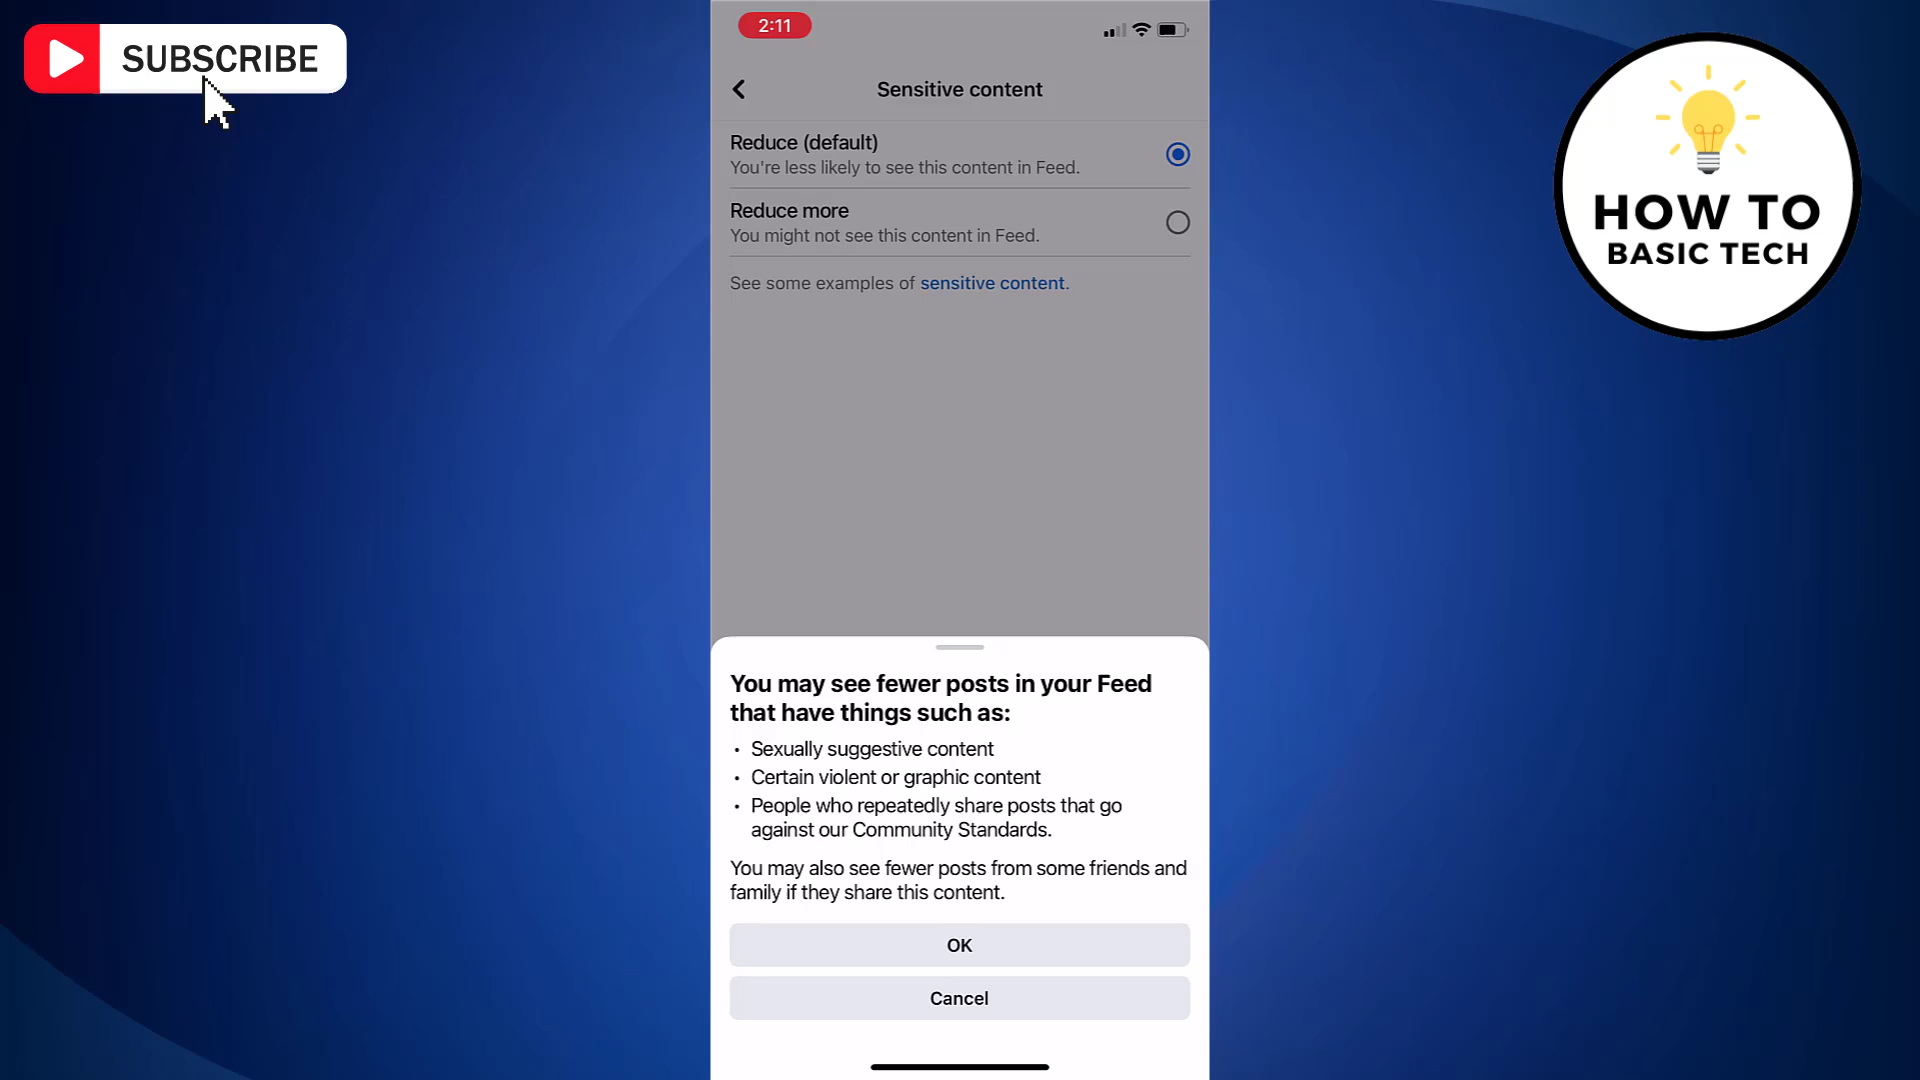 SUBSCRIBE
2:11
Sensitive content
Reduce (default)
You're less likely to see this content in Feed.
Reduce more
You might not see this content in Feed.
See some examples of sensitive content.
HOW TO
BASIC TECH
You may see fewer posts in your Feed
that have things such as:
• Sexually suggestive content
• Certain violent or graphic content
• People who repeatedly share posts that go
against our Community Standards.
You may also see fewer posts from some friends and
family if they share this content.
OK
Cancel